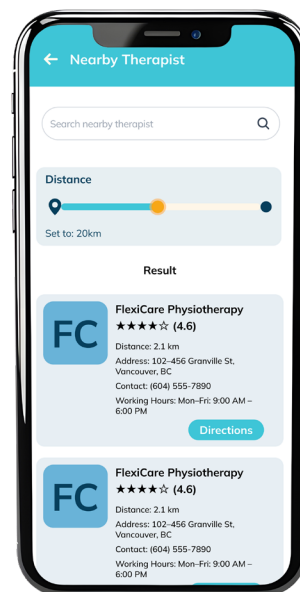 Nearby Therapist
Search nearby therapist
Distance
Set to: 20km
Result
FC
FlexiCare Physiotherapy
★★★★☆ (4.6)
Distance: 2.1 km
Address: 102–456 Granville St,
Vancouver, BC
Contact: (604) 555-7890
Working Hours: Mon–Fri: 9:00 AM –
6:00 PM
Directions
FC
FlexiCare Physiotherapy
★★★★☆ (4.6)
Distance: 2.1 km
Address: 102–456 Granville St,
Vancouver, BC
Contact: (604) 555-7890
Working Hours: Mon–Fri: 9:00 AM –
6:00 PM